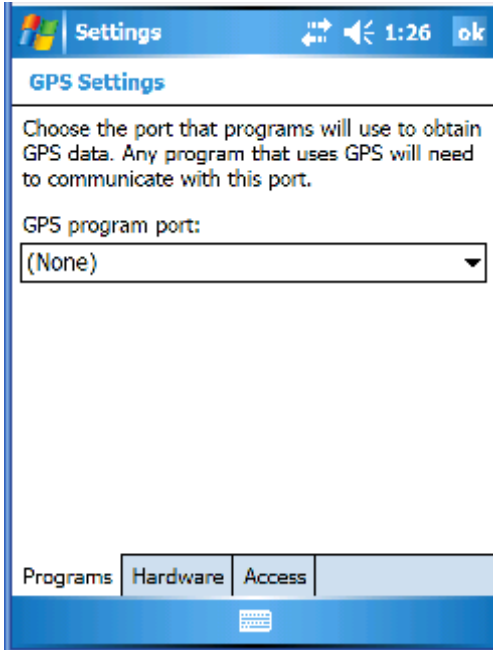 Settings 1:26 ok
GPS Settings
Choose the port that programs will use to obtain
GPS data. Any program that uses GPS will need
to communicate with this port.
GPS program port:
(None)
Programs Hardware Access